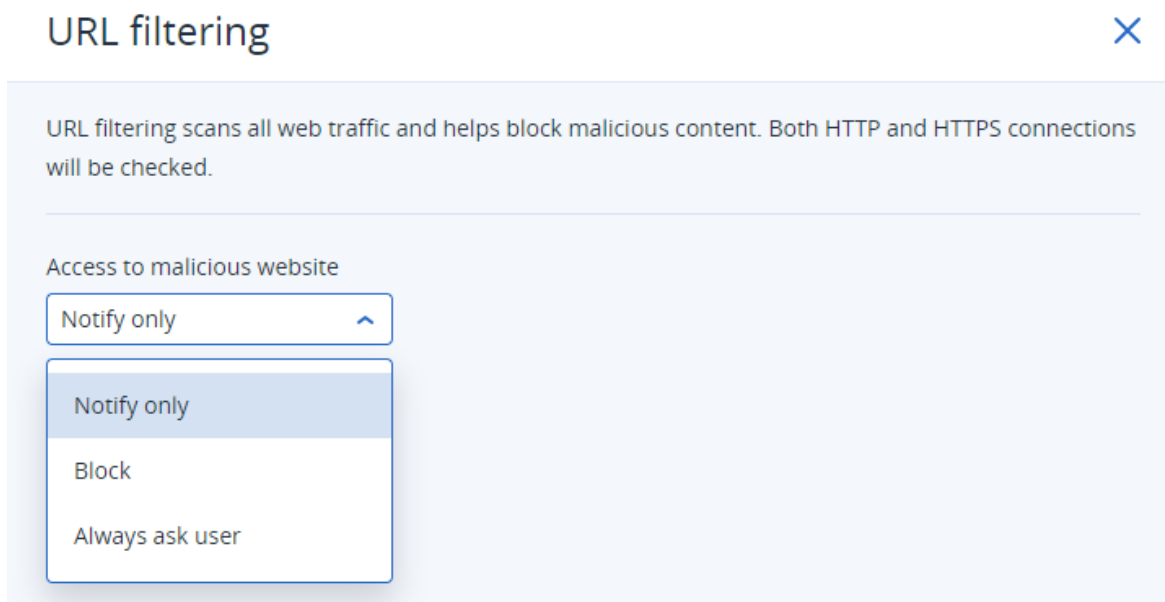 URL filtering
URL filtering scans all web traffic and helps block malicious content. Both HTTP and HTTPS connections
will be checked.
Access to malicious website
Notify only
Notify only
Block
Always ask user